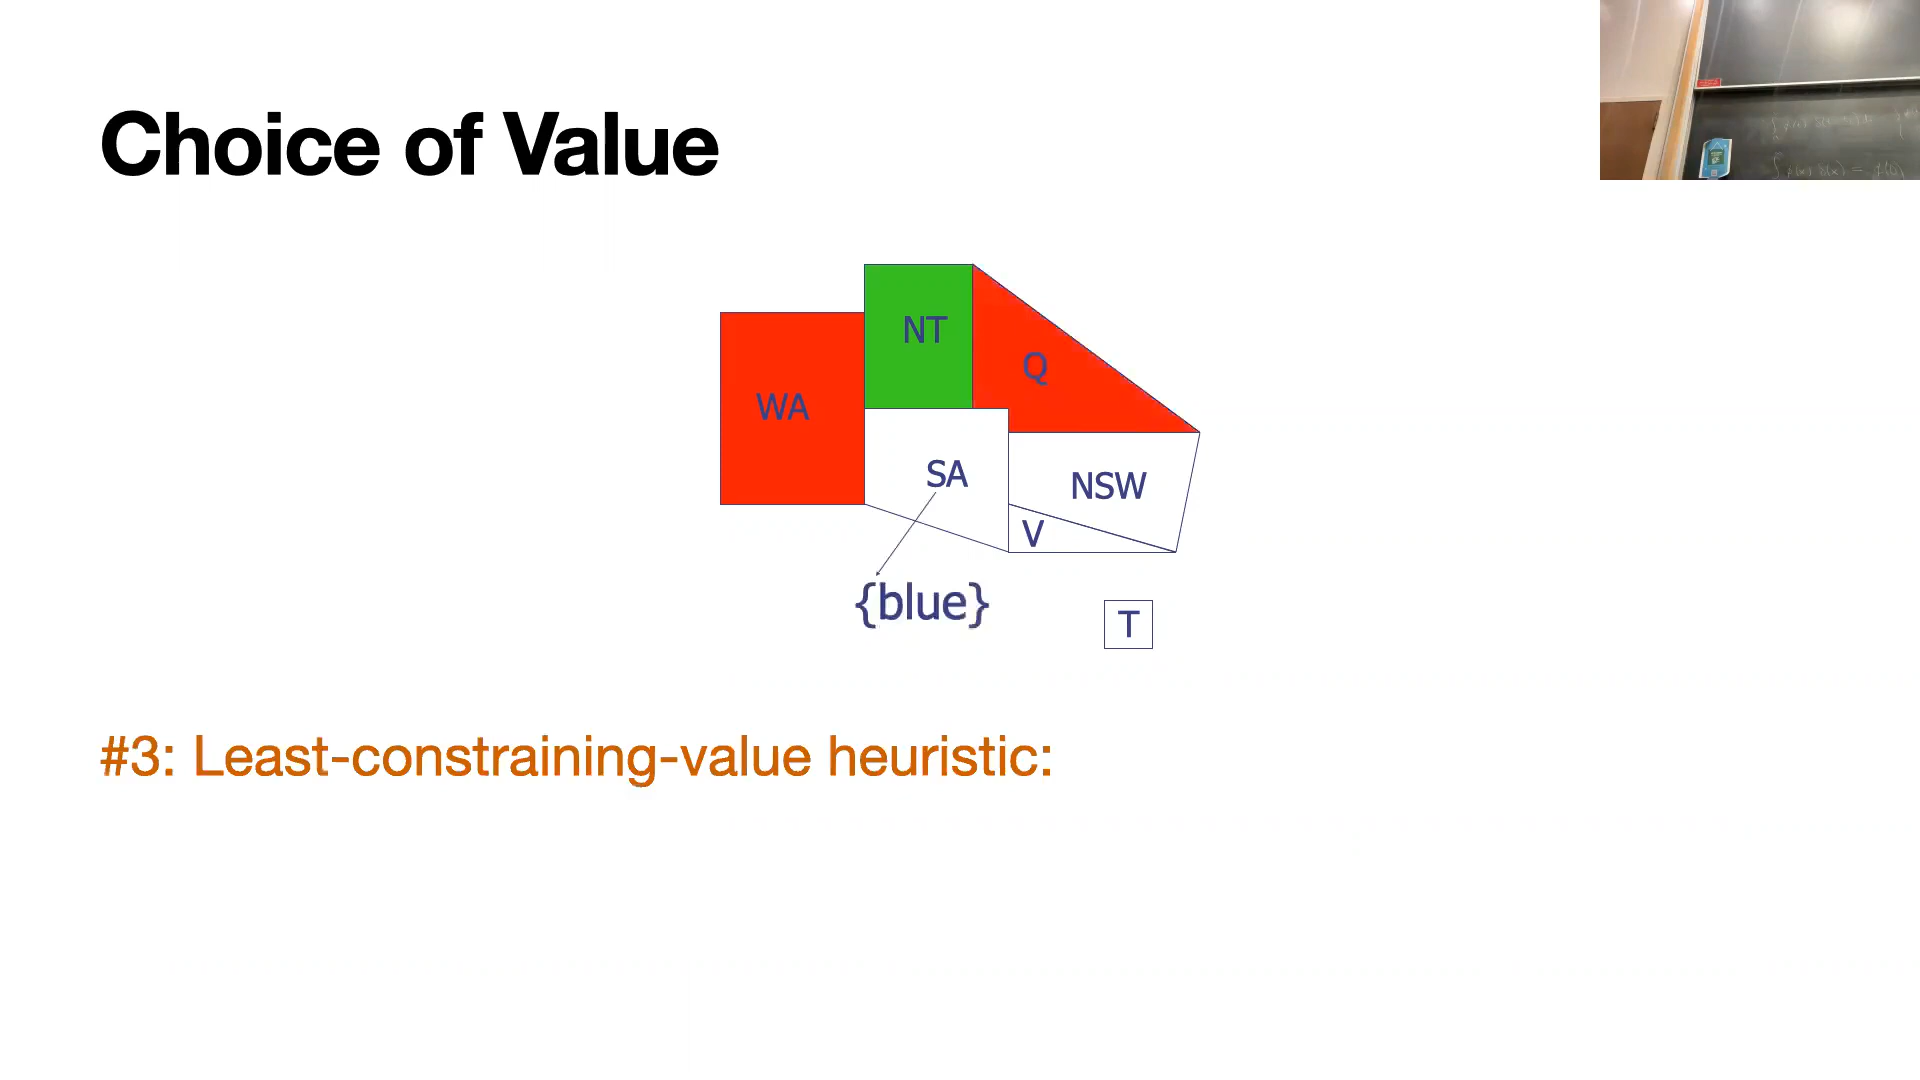 Choice of Value
NT
Q
WA
SA
NSW
V
{blue}
T
#3: Least-constraining-value heuristic: